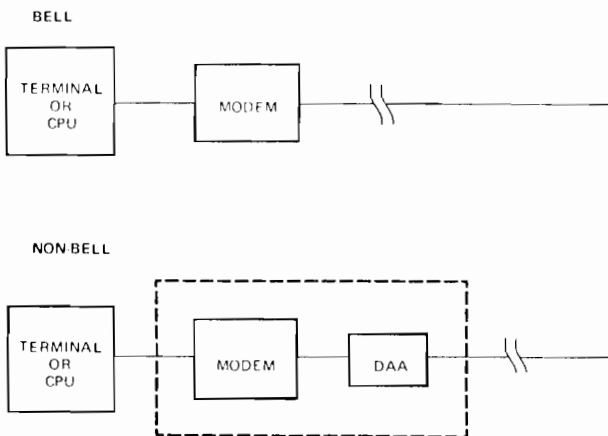 BELL
TERMINAL
OR
CPU
MODEM
NON-BELL
TERMINAL
OR
CPU
MODEM
DAA